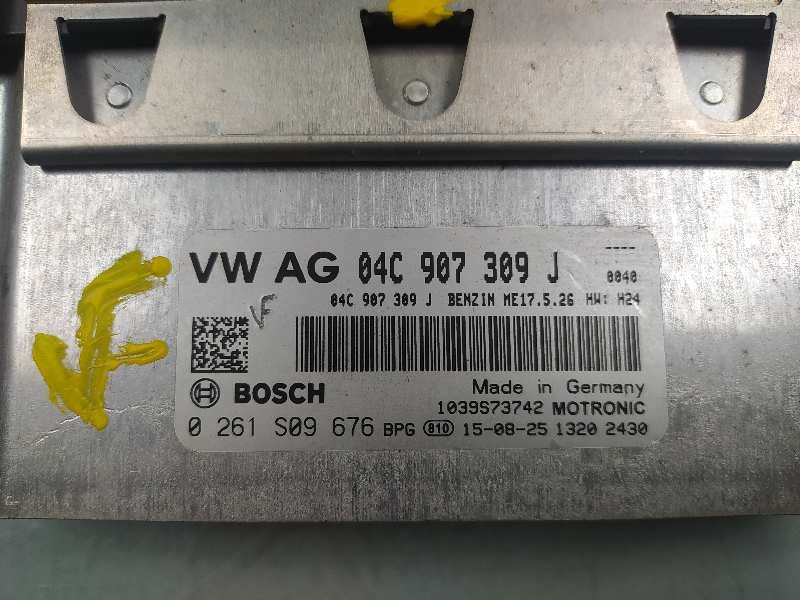 VW AG 04C 907 309 J
----
0040
04C 907 309 J BENZIN ME17.5.26 HW: H24
VF
BOSCH
Made in Germany
1039S73742 MOTRONIC
0 261 S09 676 BPG 810 15-08-25 1320 2430
VF